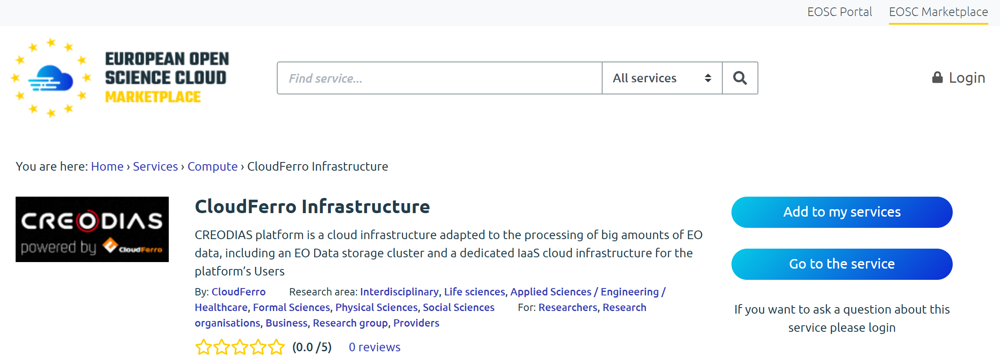 EOSC Portal EOSC Marketplace
EUROPEAN OPEN
SCIENCE CLOUD
MARKETPLACE
Find service...
All services
Login
You are here: Home › Services › Compute › CloudFerro Infrastructure
CREODIAS
powered by CloudFerro
CloudFerro Infrastructure
CREODIAS platform is a cloud infrastructure adapted to the processing of big amounts of EO
data, including an EO Data storage cluster and a dedicated IaaS cloud infrastructure for the
platform’s Users
By: CloudFerro Research area: Interdisciplinary, Life sciences, Applied Sciences / Engineering /
Healthcare, Formal Sciences, Physical Sciences, Social Sciences For: Researchers, Research
organisations, Business, Research group, Providers
(0.0 /5) 0 reviews
Add to my services
Go to the service
If you want to ask a question about this
service please login